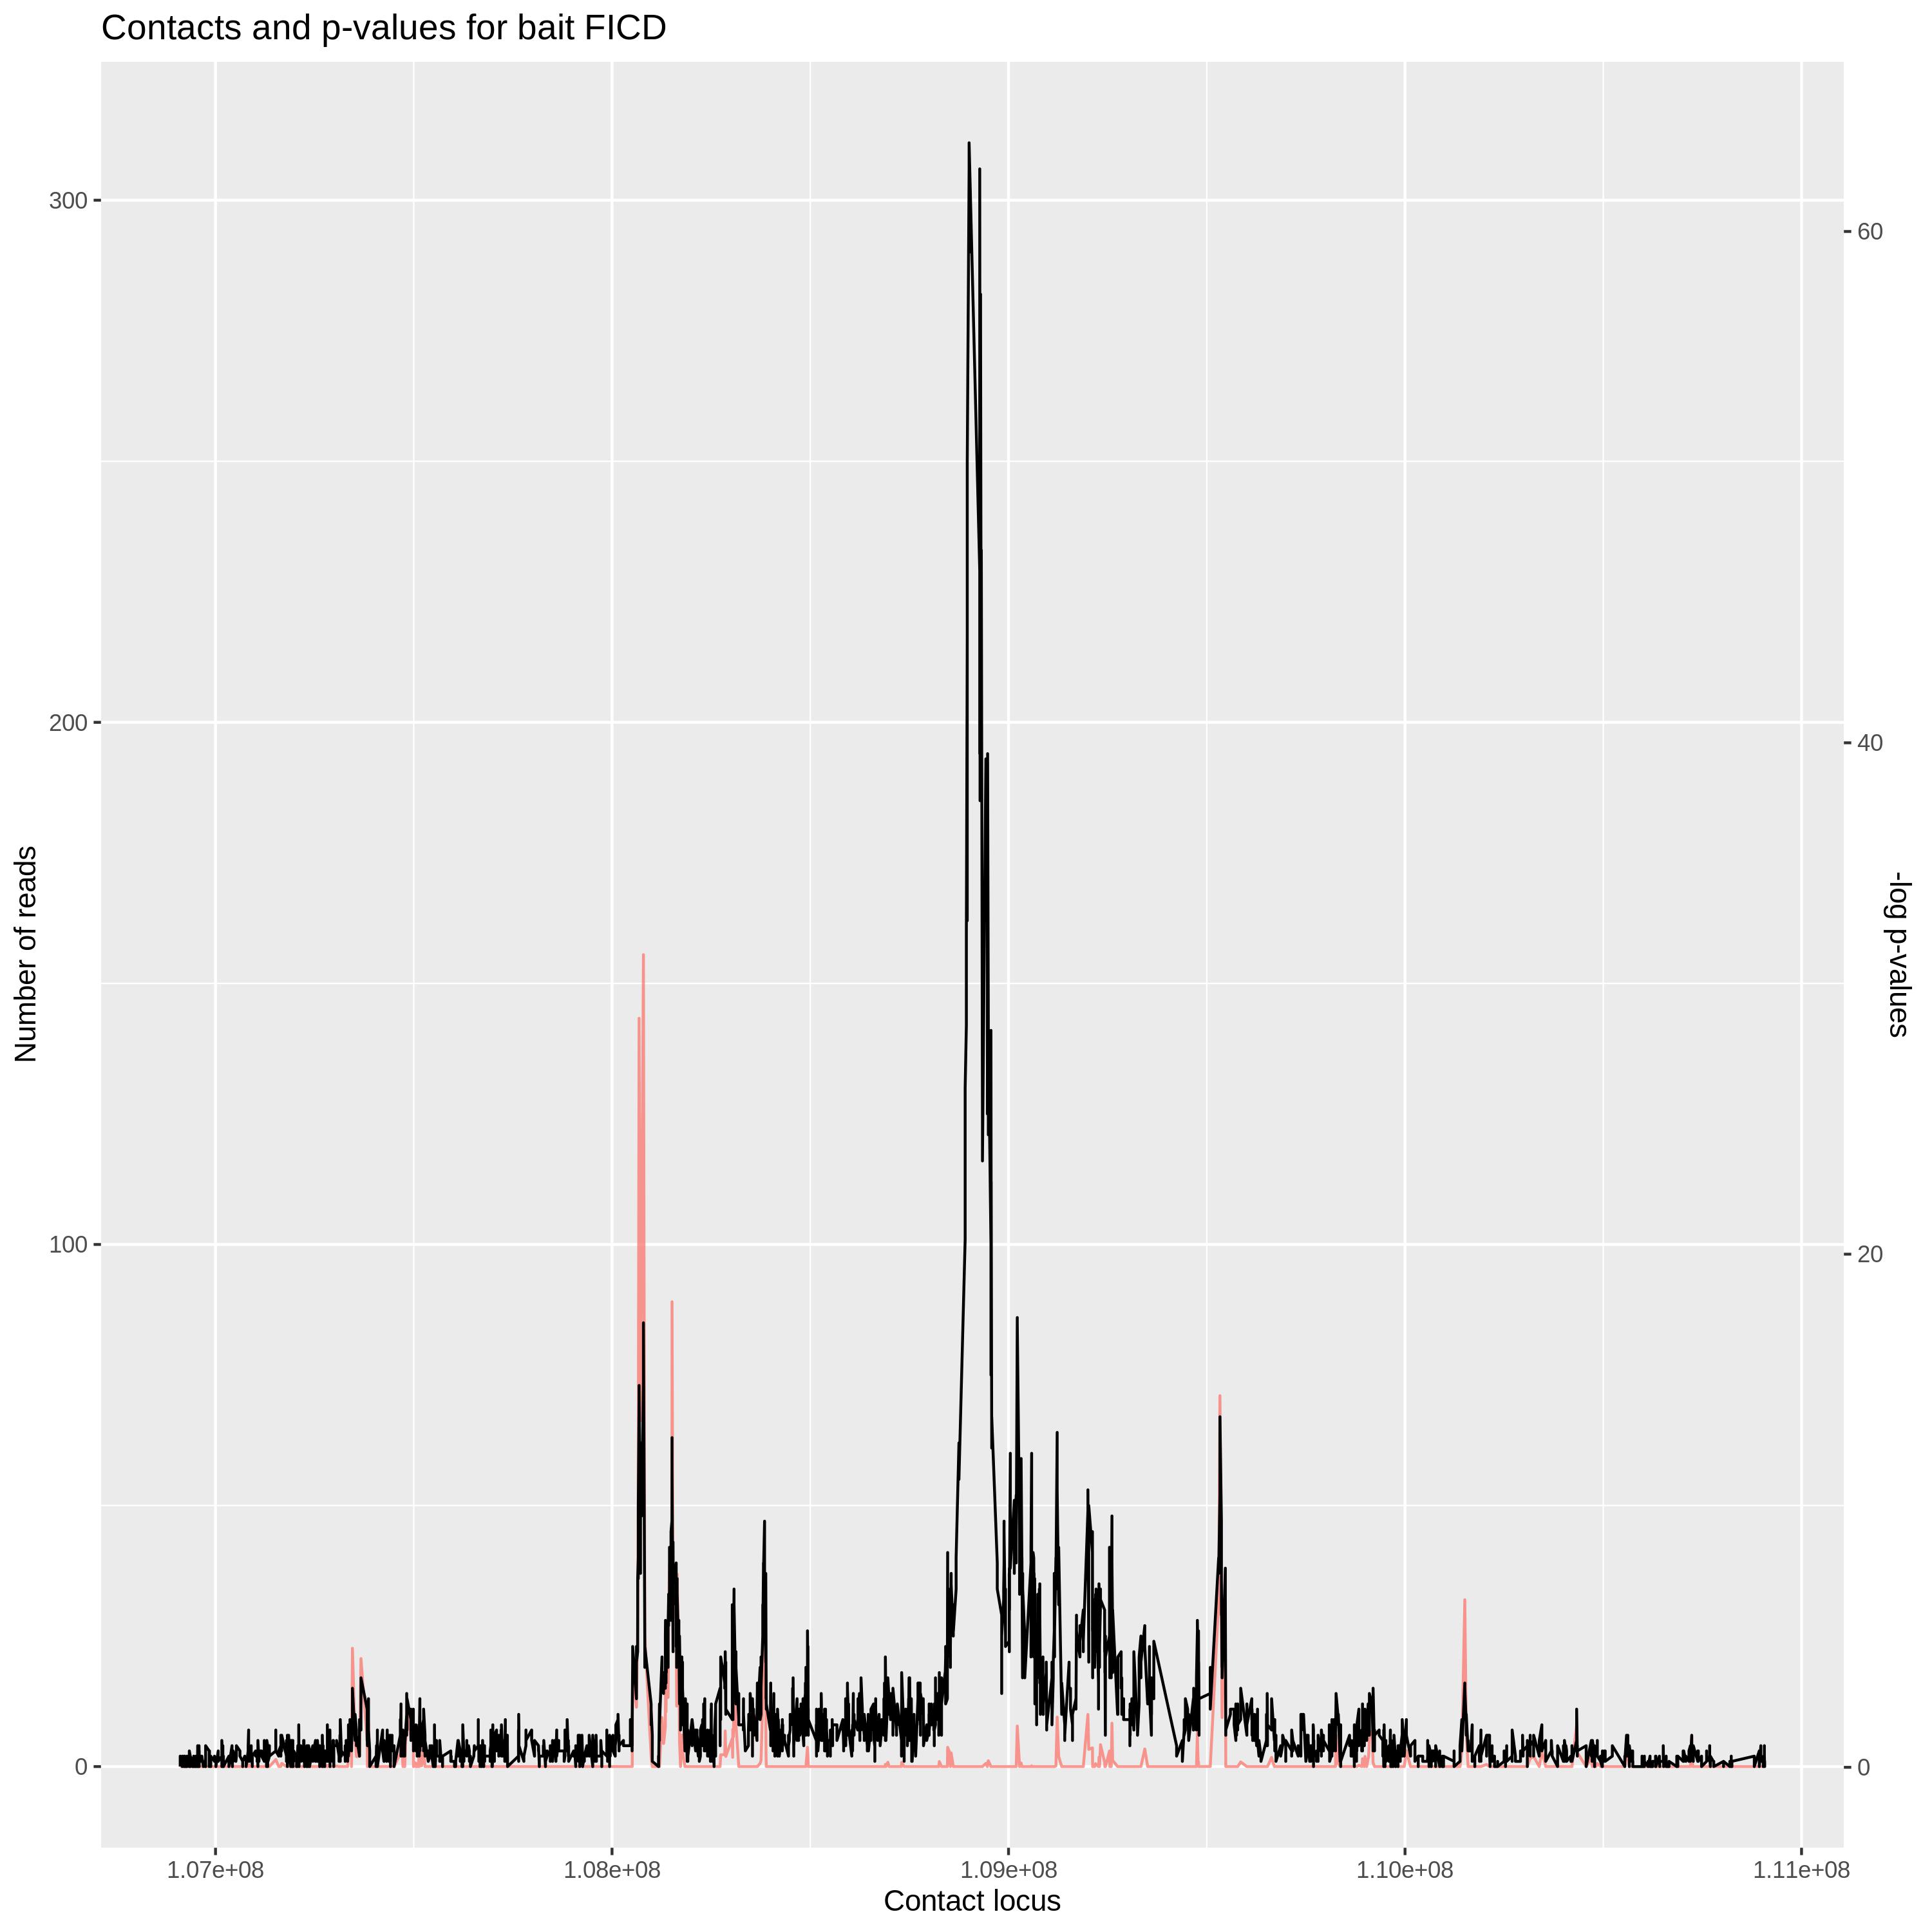 Contacts and p-values for bait FICD
300
200
100
0
Number of reads
60
40
20
0
-log p-values
1.07e+08
1.08e+08
1.09e+08
1.10e+08
1.11e+08
Contact locus